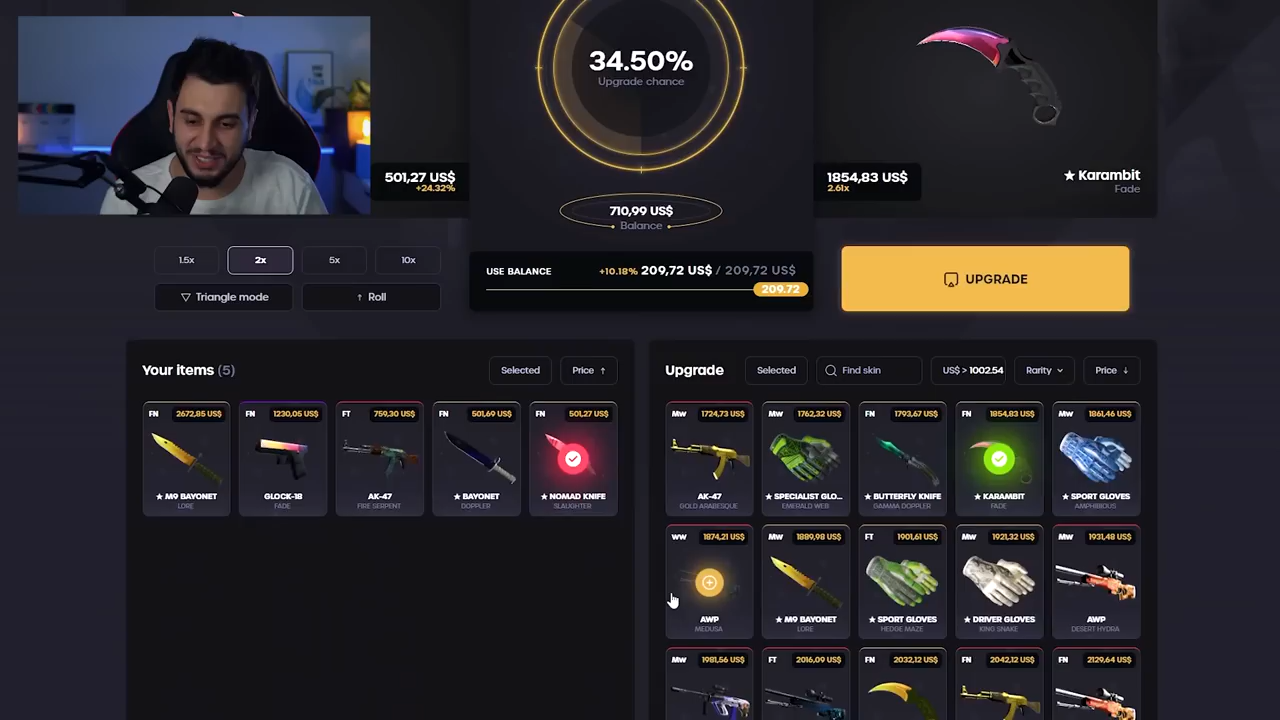 34.50%
Upgrade chance
501,27 US$
+24.32%
1854,83 US$
2.61x
★ Karambit
Fade
710,99 US$
Balance
1.5x
2x
5x
10x
Triangle mode
Roll
USE BALANCE
+10.18% 209,72 US$ / 209,72 US$
209.72
UPGRADE
Your items (5)
Selected
Price ↑
Upgrade
Selected
Find skin
US$ > 1002.54
Rarity
Price ↓
FN 2672,85 US$
★ M9 BAYONET
LORE
FN 1230,05 US$
GLOCK-18
FADE
FT 759,30 US$
AK-47
FIRE SERPENT
FN 501,69 US$
★ BAYONET
DOPPLER
FN 501,27 US$
★ NOMAD KNIFE
SLAUGHTER
MW 1724,73 US$
AK-47
GOLD ARABESQUE
MW 1762,32 US$
★ SPECIALIST GLO...
EMERALD WEB
FN 1793,67 US$
★ BUTTERFLY KNIFE
GAMMA DOPPLER
FN 1854,83 US$
★ KARAMBIT
FADE
MW 1861,46 US$
★ SPORT GLOVES
AMPHIBIOUS
WW 1874,21 US$
AWP
MEDUSA
MW 1889,98 US$
★ M9 BAYONET
LORE
FT 1901,61 US$
★ SPORT GLOVES
HEDGE MAZE
MW 1921,32 US$
★ DRIVER GLOVES
KING SNAKE
MW 1931,48 US$
AWP
DESERT HYDRA
MW 1981,56 US$
FT 2016,09 US$
FN 2032,12 US$
FN 2042,12 US$
FN 2129,64 US$